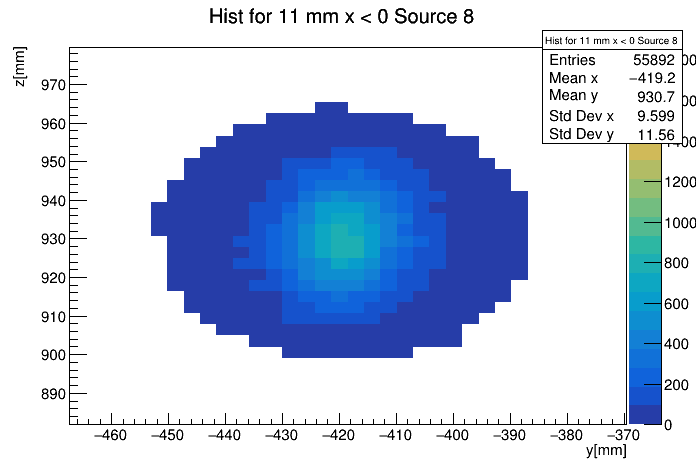 Hist for 11 mm x < 0 Source 8
z[mm]
Hist for 11 mm x < 0 Source 8
Entries 55892
Mean x −419.2
Mean y 930.7
Std Dev x 9.599
Std Dev y 11.56
970
960
950
940
930
920
910
900
890
1200
1000
800
600
400
200
0
−460 −450 −440 −430 −420 −410 −400 −390 −380 −370
y[mm]